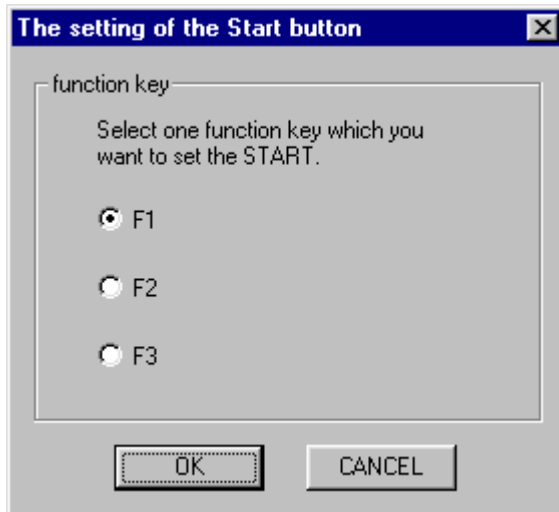 The setting of the Start button
function key
Select one function key which you
want to set the START.
F1
F2
F3
OK
CANCEL